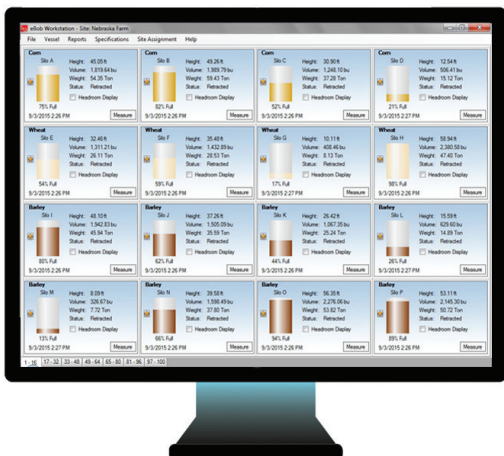 eBob Workstation - Site: Nebraska Farm
File Vessel Reports Specifications Site Assignment Help
Corn
Silo A
Height: 45.05 ft
Volume: 1,819.64 bu
Weight: 54.35 Ton
Status: Retracted
Headroom Display
75% Full
9/3/2015 2:26 PM
Measure
Corn
Silo B
Height: 49.26 ft
Volume: 1,989.79 bu
Weight: 59.43 Ton
Status: Retracted
Headroom Display
82% Full
9/3/2015 2:26 PM
Measure
Corn
Silo C
Height: 30.90 ft
Volume: 1,248.10 bu
Weight: 37.28 Ton
Status: Retracted
Headroom Display
52% Full
9/3/2015 2:26 PM
Measure
Corn
Silo D
Height: 12.54 ft
Volume: 506.41 bu
Weight: 15.12 Ton
Status: Retracted
Headroom Display
21% Full
9/3/2015 2:26 PM
Measure
Wheat
Silo E
Height: 32.46 ft
Volume: 1,311.21 bu
Weight: 26.11 Ton
Status: Retracted
Headroom Display
54% Full
9/3/2015 2:26 PM
Measure
Wheat
Silo F
Height: 35.48 ft
Volume: 1,432.89 bu
Weight: 28.53 Ton
Status: Retracted
Headroom Display
59% Full
9/3/2015 2:26 PM
Measure
Wheat
Silo G
Height: 10.11 ft
Volume: 408.46 bu
Weight: 8.13 Ton
Status: Retracted
Headroom Display
17% Full
9/3/2015 2:26 PM
Measure
Wheat
Silo H
Height: 58.94 ft
Volume: 2,380.58 bu
Weight: 47.40 Ton
Status: Retracted
Headroom Display
98% Full
9/3/2015 2:26 PM
Measure
Barley
Silo I
Height: 48.10 ft
Volume: 1,942.83 bu
Weight: 45.94 Ton
Status: Retracted
Headroom Display
80% Full
9/3/2015 2:26 PM
Measure
Barley
Silo J
Height: 37.26 ft
Volume: 1,505.09 bu
Weight: 35.59 Ton
Status: Retracted
Headroom Display
62% Full
9/3/2015 2:26 PM
Measure
Barley
Silo K
Height: 26.42 ft
Volume: 1,067.35 bu
Weight: 25.24 Ton
Status: Retracted
Headroom Display
44% Full
9/3/2015 2:26 PM
Measure
Barley
Silo L
Height: 15.59 ft
Volume: 629.60 bu
Weight: 14.89 Ton
Status: Retracted
Headroom Display
26% Full
9/3/2015 2:26 PM
Measure
Barley
Silo M
Height: 8.09 ft
Volume: 326.67 bu
Weight: 7.72 Ton
Status: Retracted
Headroom Display
13% Full
9/3/2015 2:27 PM
Measure
Barley
Silo N
Height: 39.58 ft
Volume: 1,598.49 bu
Weight: 37.80 Ton
Status: Retracted
Headroom Display
66% Full
9/3/2015 2:26 PM
Measure
Barley
Silo O
Height: 56.35 ft
Volume: 2,276.06 bu
Weight: 53.82 Ton
Status: Retracted
Headroom Display
94% Full
9/3/2015 2:26 PM
Measure
Barley
Silo P
Height: 53.11 ft
Volume: 2,145.30 bu
Weight: 50.72 Ton
Status: Retracted
Headroom Display
89% Full
9/3/2015 2:26 PM
Measure
1 - 16 17 - 32 33 - 48 49 - 64 65 - 80 81 - 96 97 - 100